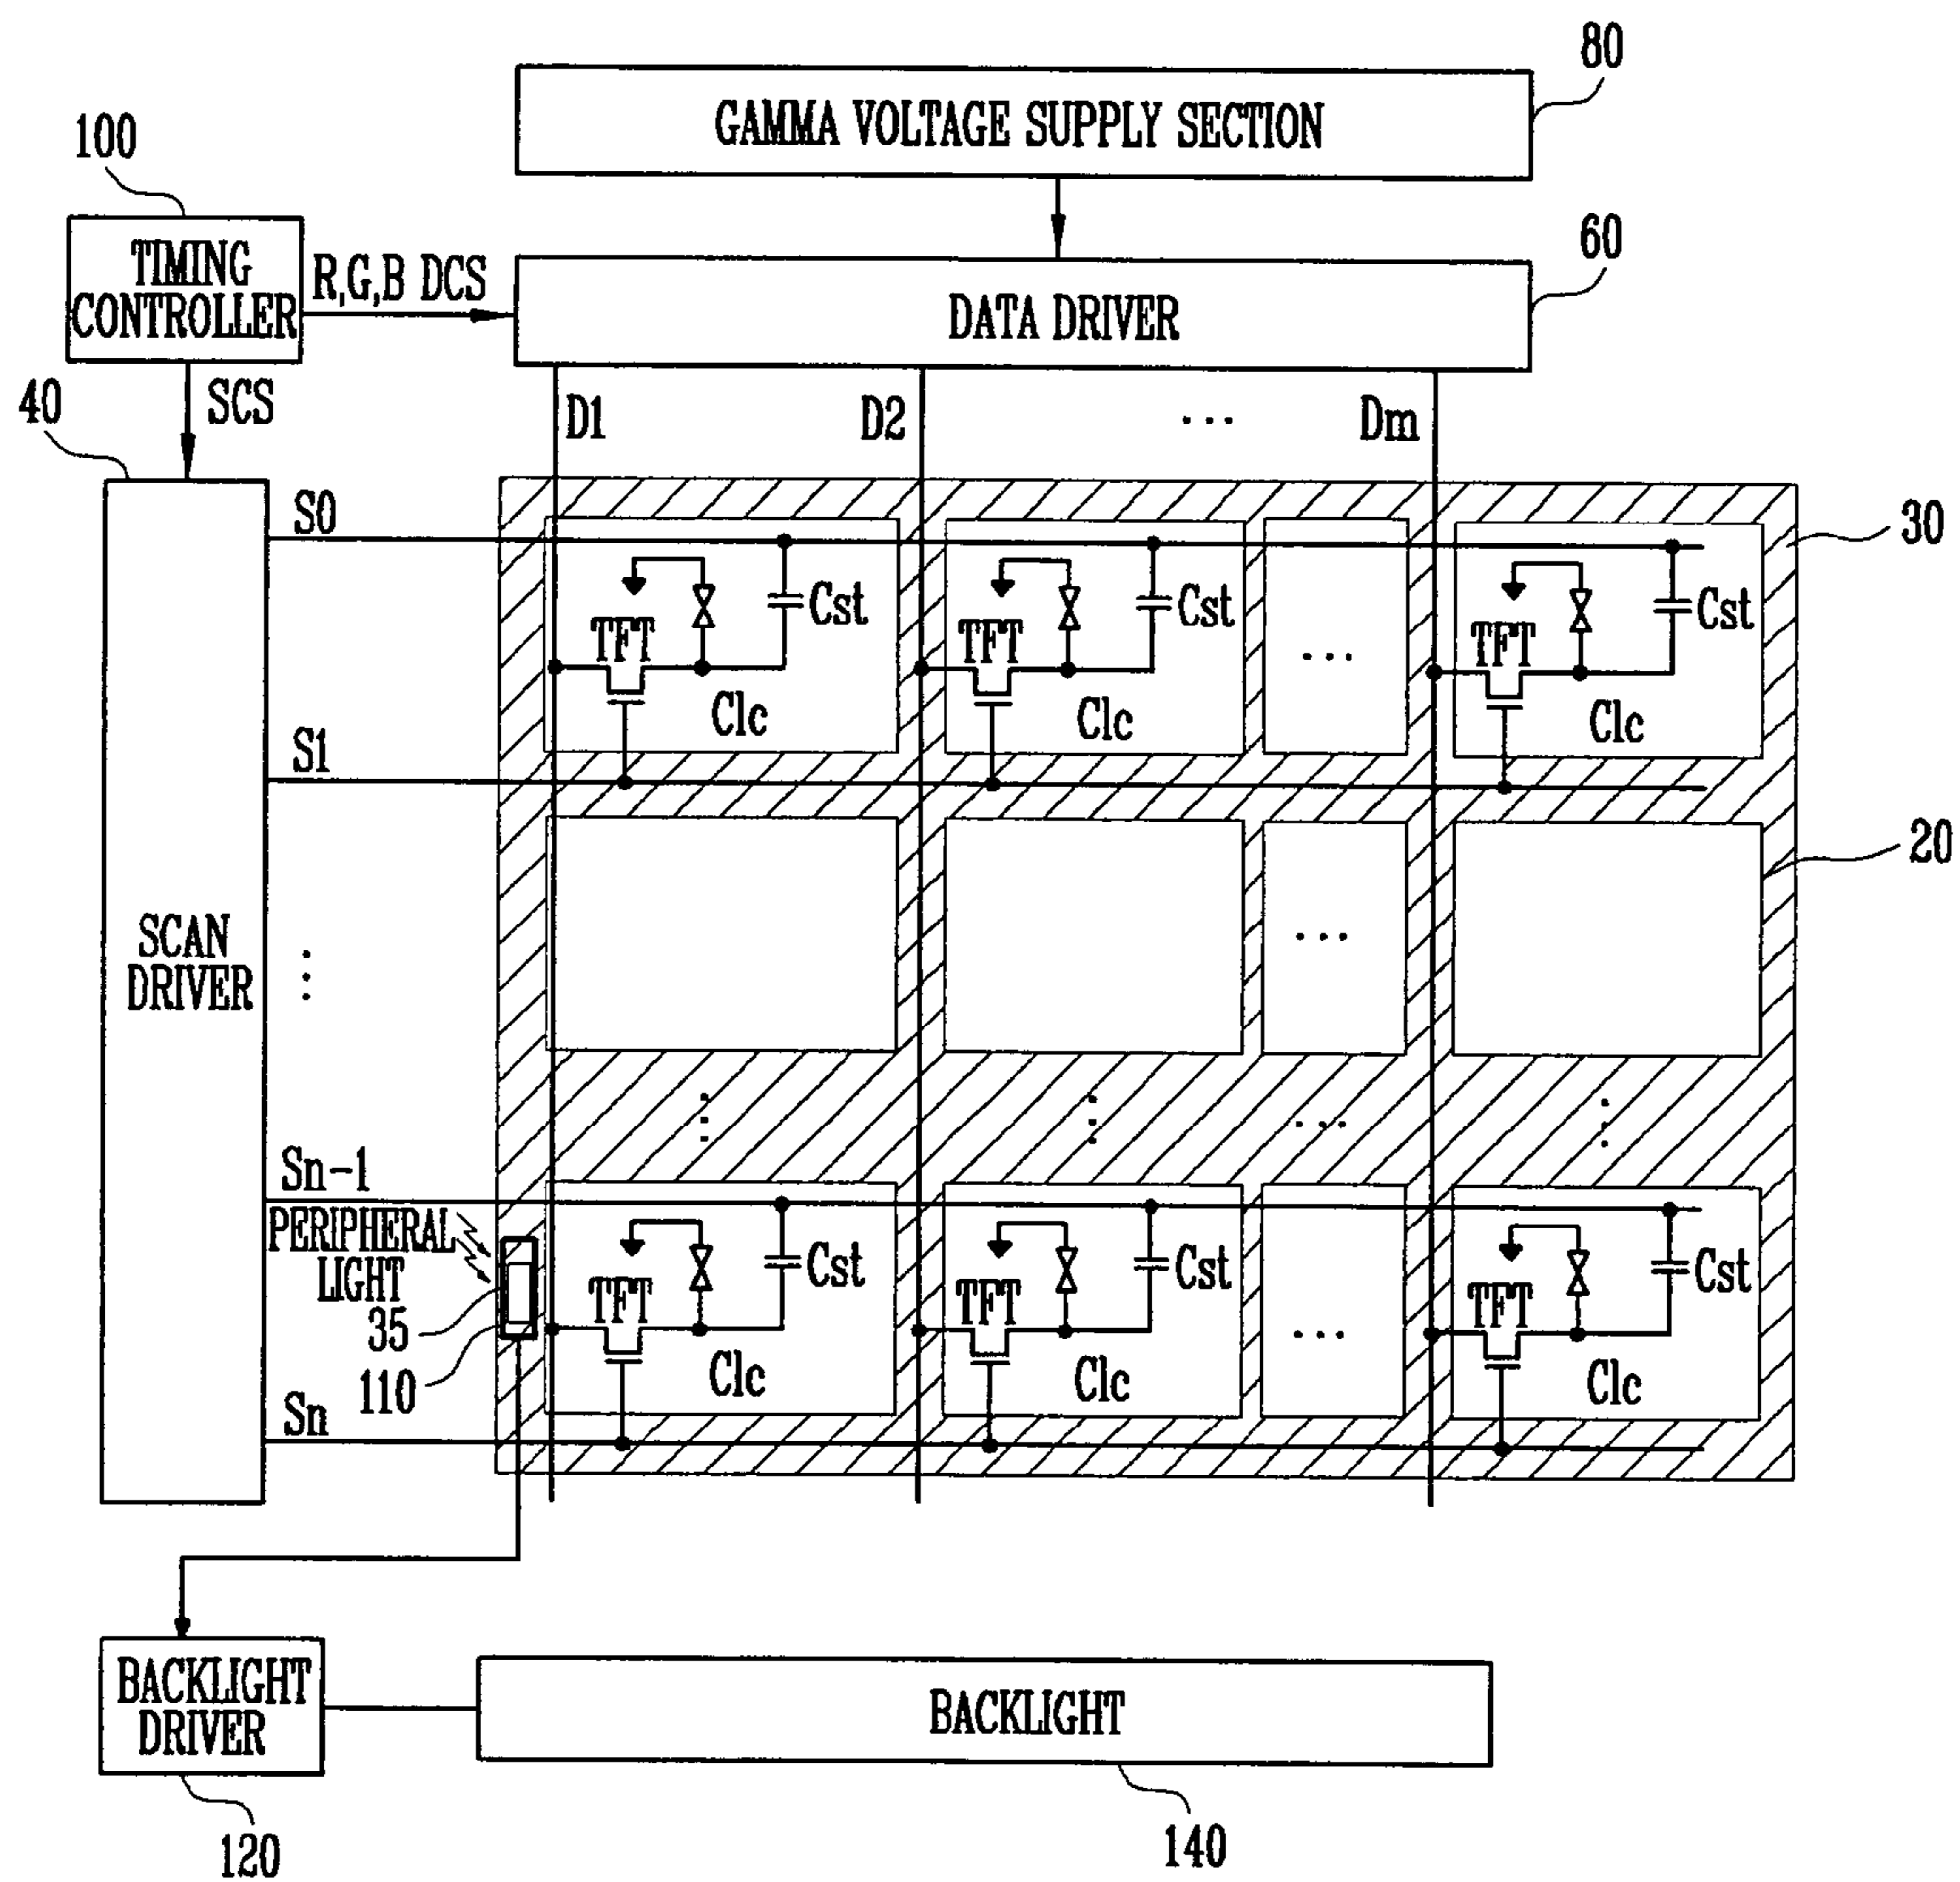 80
GAMMA VOLTAGE SUPPLY SECTION
100
60
TIMING
CONTROLLER
R,G,B DCS
DATA DRIVER
40
SCS
D1
D2
...
Dm
S0
30
Cst
Cst
Cst
TFT
TFT
...
TFT
Clc
Clc
Clc
S1
20
SCAN
DRIVER
...
...
...
...
...
...
Sn-1
PERIPHERAL
LIGHT
Cst
Cst
Cst
35
TFT
TFT
...
TFT
110
Clc
Clc
Clc
Sn
BACKLIGHT
DRIVER
BACKLIGHT
120
140